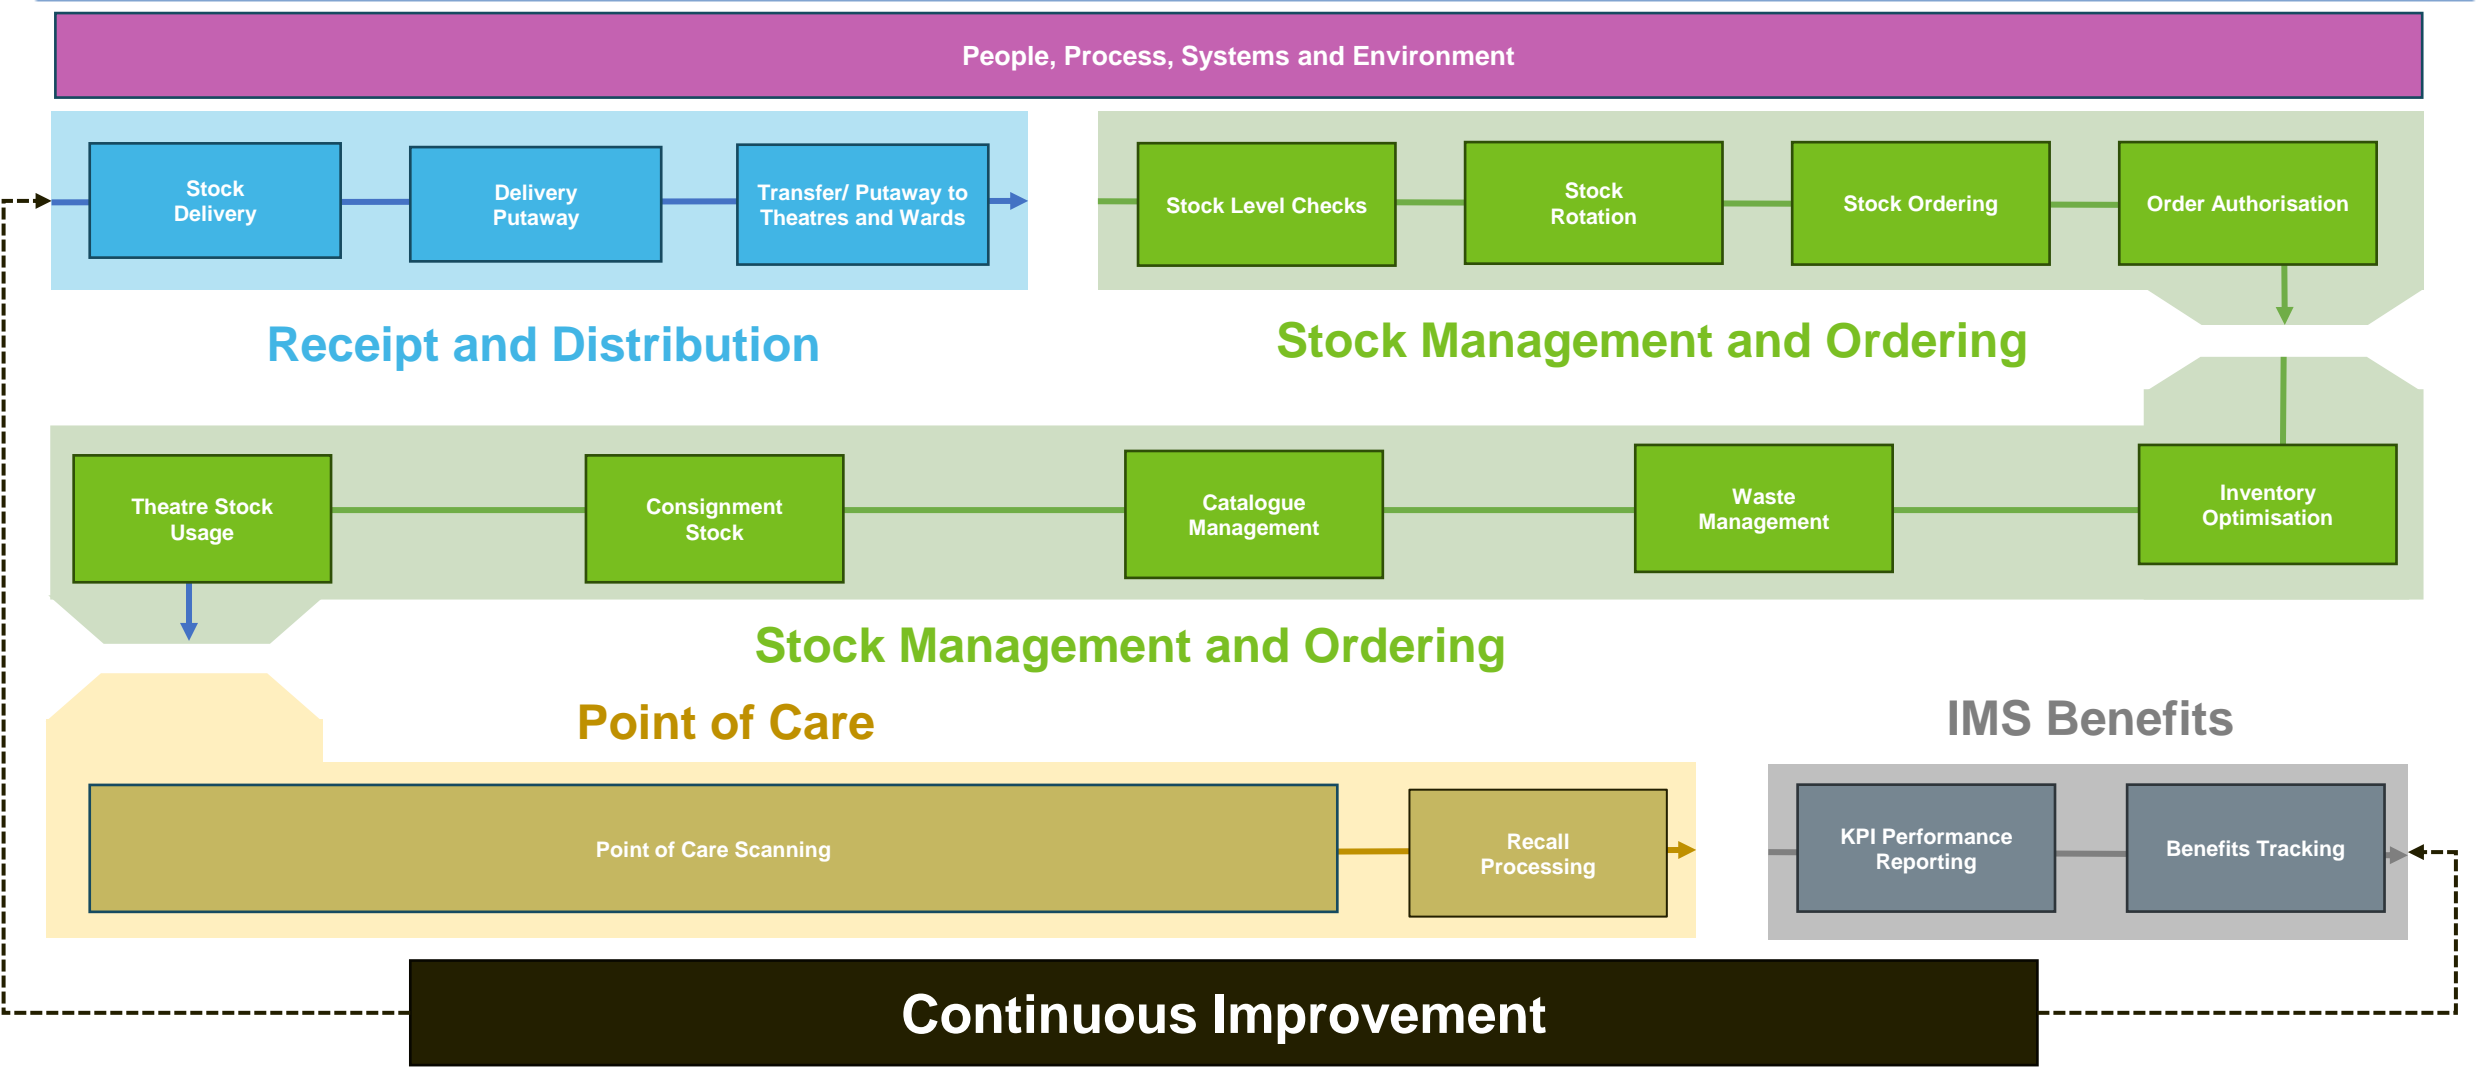 People, Process, Systems and Environment
Stock
Delivery
Delivery
Putaway
Transfer/ Putaway to
Theatres and Wards
Stock Level Checks
Stock
Rotation
Stock Ordering
Order Authorisation
Receipt and Distribution
Stock Management and Ordering
Theatre Stock
Usage
Consignment
Stock
Catalogue
Management
Waste
Management
Inventory
Optimisation
Stock Management and Ordering
Point of Care
IMS Benefits
Point of Care Scanning
Recall
Processing
KPI Performance
Reporting
Benefits Tracking
Continuous Improvement